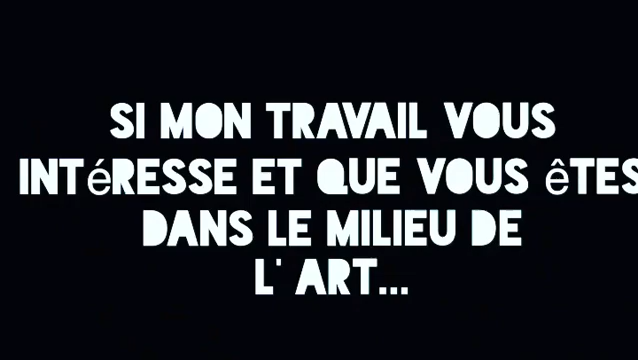 SI MON TRAVAIL VOUS
INTéRESSE ET QUE VOUS êTES
DANS LE MILIEU DE
L' ART...